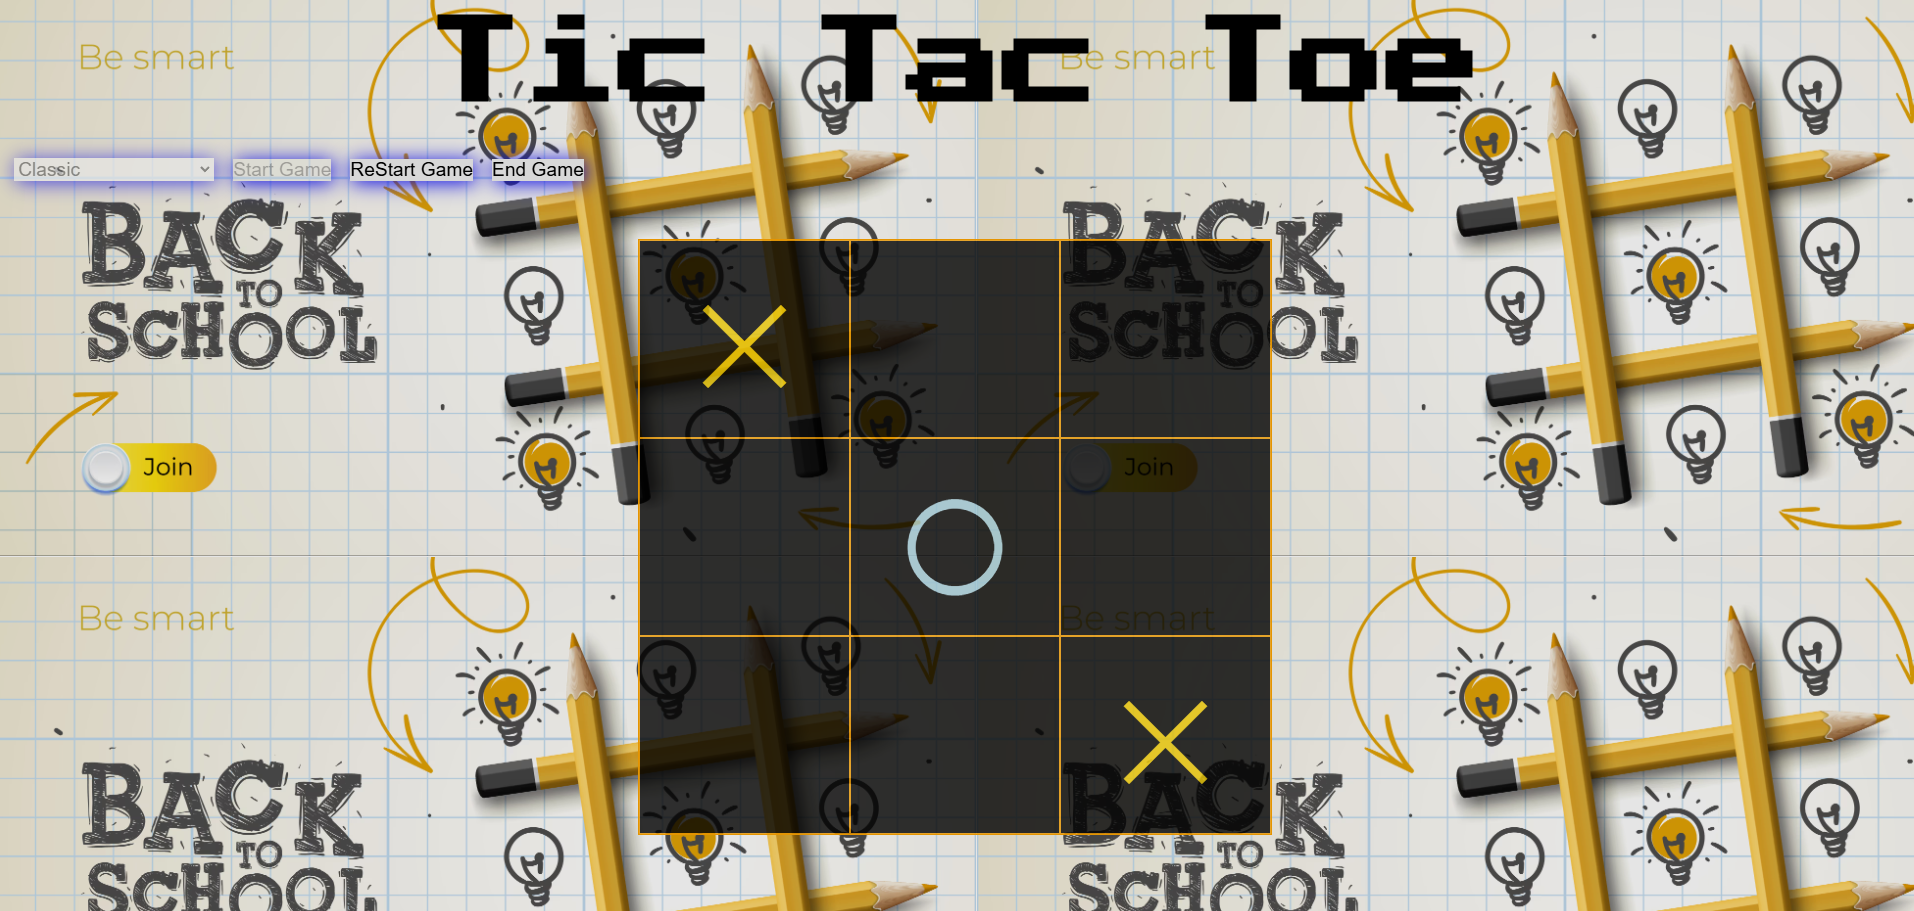 Tic Tac Toe
Be smart
Be smart
Classic
Start Game
ReStart Game
End Game
BACK
TO
SCHOOL
BACK
TO
SCHOOL
Join
Join
Be smart
Be smart
BACK
TO
SCHOOL
BACK
TO
SCHOOL